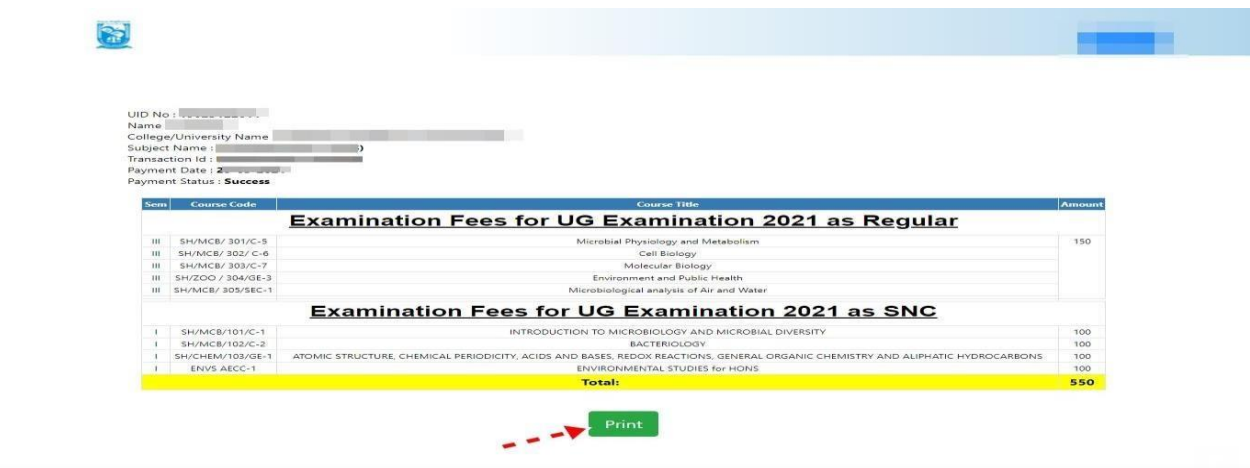 UID No :
Name
College/University Name
Subject Name : )
Transaction Id :
Payment Date : 2
Payment Status : Success
Sem Course Code Course Title Amount
Examination Fees for UG Examination 2021 as Regular
III SH/MCB/ 301/C-5 Microbial Physiology and Metabolism 150
III SH/MCB/ 302/ C-6 Cell Biology
III SH/MCB/ 303/C-7 Molecular Biology
III SH/ZOO / 304/GE-3 Environment and Public Health
III SH/MCB/ 305/SEC-1 Microbiological analysis of Air and Water
Examination Fees for UG Examination 2021 as SNC
I SH/MCB/101/C-1 INTRODUCTION TO MICROBIOLOGY AND MICROBIAL DIVERSITY 100
I SH/MCB/102/C-2 BACTERIOLOGY 100
I SH/CHEM/103/GE-1 ATOMIC STRUCTURE, CHEMICAL PERIODICITY, ACIDS AND BASES, REDOX REACTIONS, GENERAL ORGANIC CHEMISTRY AND ALIPHATIC HYDROCARBONS 100
I ENVS AECC-1 ENVIRONMENTAL STUDIES for HONS 100
Total: 550
Print